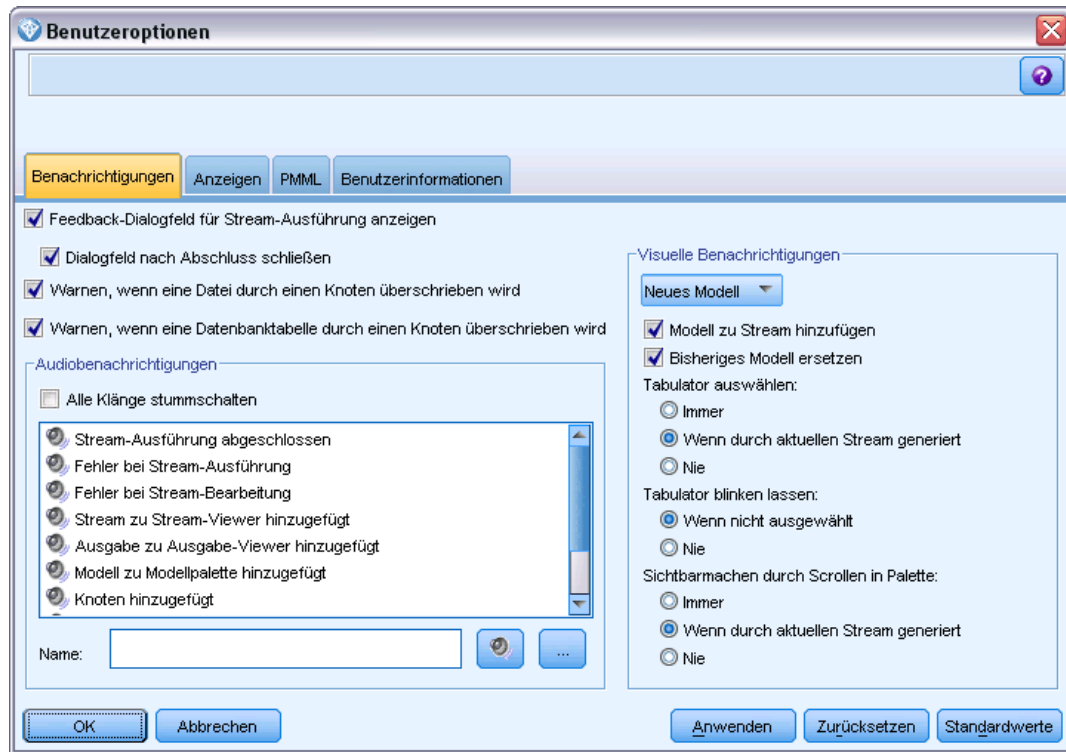 Benutzeroptionen
Benachrichtigungen
Anzeigen
PMML
Benutzerinformationen
Feedback-Dialogfeld für Stream-Ausführung anzeigen
Dialogfeld nach Abschluss schließen
Warnen, wenn eine Datei durch einen Knoten überschrieben wird
Warnen, wenn eine Datenbanktabelle durch einen Knoten überschrieben wird
Audiobenachrichtigungen
Alle Klänge stummschalten
Stream-Ausführung abgeschlossen
Fehler bei Stream-Ausführung
Fehler bei Stream-Bearbeitung
Stream zu Stream-Viewer hinzugefügt
Ausgabe zu Ausgabe-Viewer hinzugefügt
Modell zu Modellpalette hinzugefügt
Knoten hinzugefügt
Name:
...
Visuelle Benachrichtigungen
Neues Modell
Modell zu Stream hinzufügen
Bisheriges Modell ersetzen
Tabulator auswählen:
Immer
Wenn durch aktuellen Stream generiert
Nie
Tabulator blinken lassen:
Wenn nicht ausgewählt
Nie
Sichtbarmachen durch Scrollen in Palette:
Immer
Wenn durch aktuellen Stream generiert
Nie
OK
Abbrechen
Anwenden
Zurücksetzen
Standardwerte